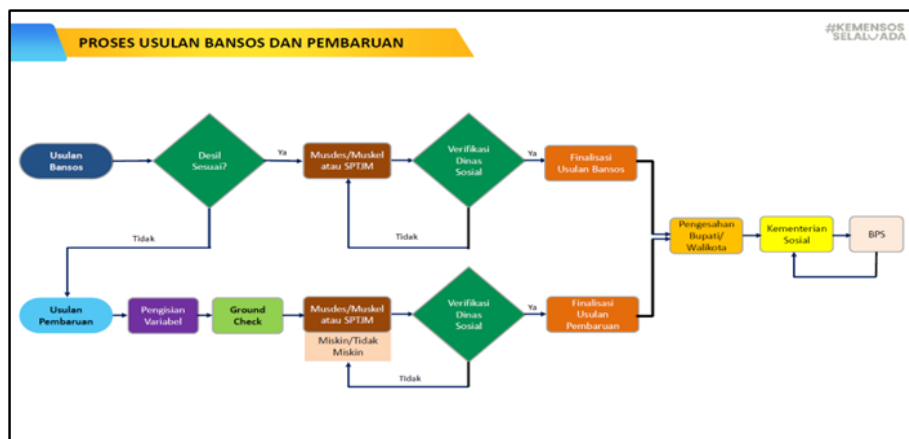 PROSES USULAN BANSOS DAN PEMBARUAN
#KEMENSOS
SELALU ADA
Usulan
Bansos
Desil
Sesuai?
Ya
Musdes/Muskel
atau SPTJM
Verifikasi
Dinas
Sosial
Ya
Finalisasi
Usulan Bansos
Tidak
Tidak
Pengesahan
Bupati/
Walikota
Kementerian
Sosial
BPS
Usulan
Pembaruan
Pengisian
Variabel
Ground
Check
Musdes/Muskel
atau SPTJM
Miskin/Tidak
Miskin
Verifikasi
Dinas
Sosial
Ya
Finalisasi
Usulan
Pembaruan
Tidak